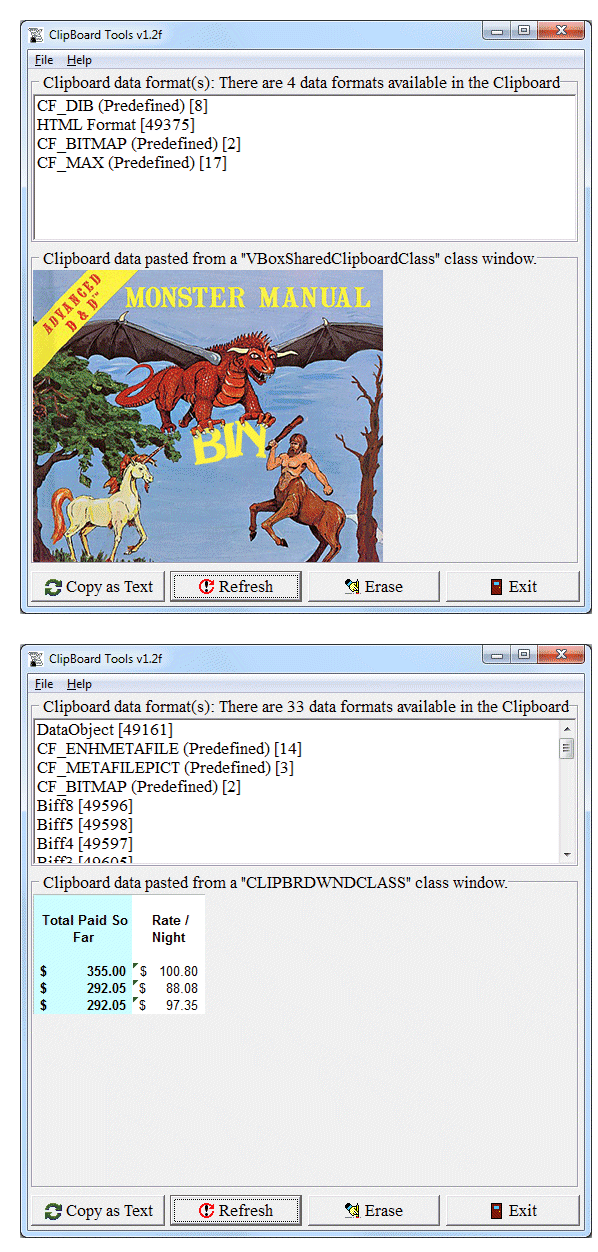 ClipBoard Tools v1.2f
File Help
Clipboard data format(s): There are 4 data formats available in the Clipboard
CF_DIB (Predefined) [8]
HTML Format [49375]
CF_BITMAP (Predefined) [2]
CF_MAX (Predefined) [17]
Clipboard data pasted from a "VBoxSharedClipboardClass" class window.
ADVANCED
D & D™
MONSTER MANUAL
BIN
Copy as Text Refresh Erase Exit
ClipBoard Tools v1.2f
File Help
Clipboard data format(s): There are 33 data formats available in the Clipboard
DataObject [49161]
CF_ENHMETAFILE (Predefined) [14]
CF_METAFILEPICT (Predefined) [3]
CF_BITMAP (Predefined) [2]
Biff8 [49596]
Biff5 [49598]
Biff4 [49597]
Biff3 [49605]
Clipboard data pasted from a "CLIPBRDWNDCLASS" class window.
Total Paid So Rate /
Far Night
$ 355.00 $ 100.80
$ 292.05 $ 88.08
$ 292.05 $ 97.35
Copy as Text Refresh Erase Exit